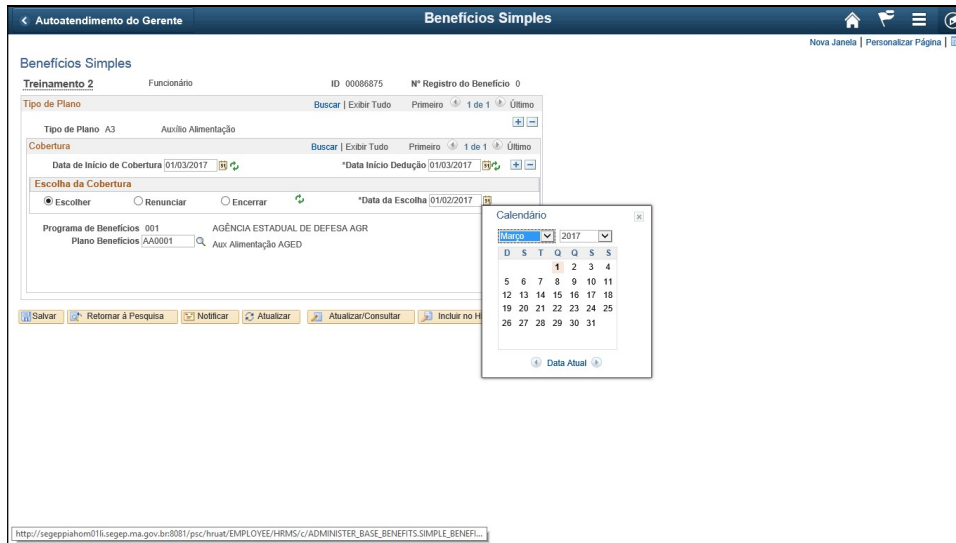 Autoatendimento do Gerente
Benefícios Simples
Nova Janela | Personalizar Página |
Benefícios Simples
Treinamento 2 Funcionário ID 00086875 Nº Registro do Benefício 0
Tipo de Plano Buscar | Exibir Tudo Primeiro 1 de 1 Último
Tipo de Plano A3 Auxílio Alimentação
Cobertura Buscar | Exibir Tudo Primeiro 1 de 1 Último
Data de Início de Cobertura 01/03/2017 *Data Início Dedução 01/03/2017
Escolha da Cobertura
Escolher Renunciar Encerrar *Data da Escolha 01/02/2017
Programa de Benefícios 001 AGÊNCIA ESTADUAL DE DEFESA AGR
Plano Benefícios AA0001 Aux Alimentação AGED
Calendário
Março 2017
D S T Q Q S S
1 2 3 4
5 6 7 8 9 10 11
12 13 14 15 16 17 18
19 20 21 22 23 24 25
26 27 28 29 30 31
Data Atual
Salvar Retornar à Pesquisa Notificar Atualizar Atualizar/Consultar Incluir no H
http://segeppiahom01li.segep.ma.gov.br:8081/psc/hruat/EMPLOYEE/HRMS/c/ADMINISTER_BASE_BENEFITS.SIMPLE_BENEFI...